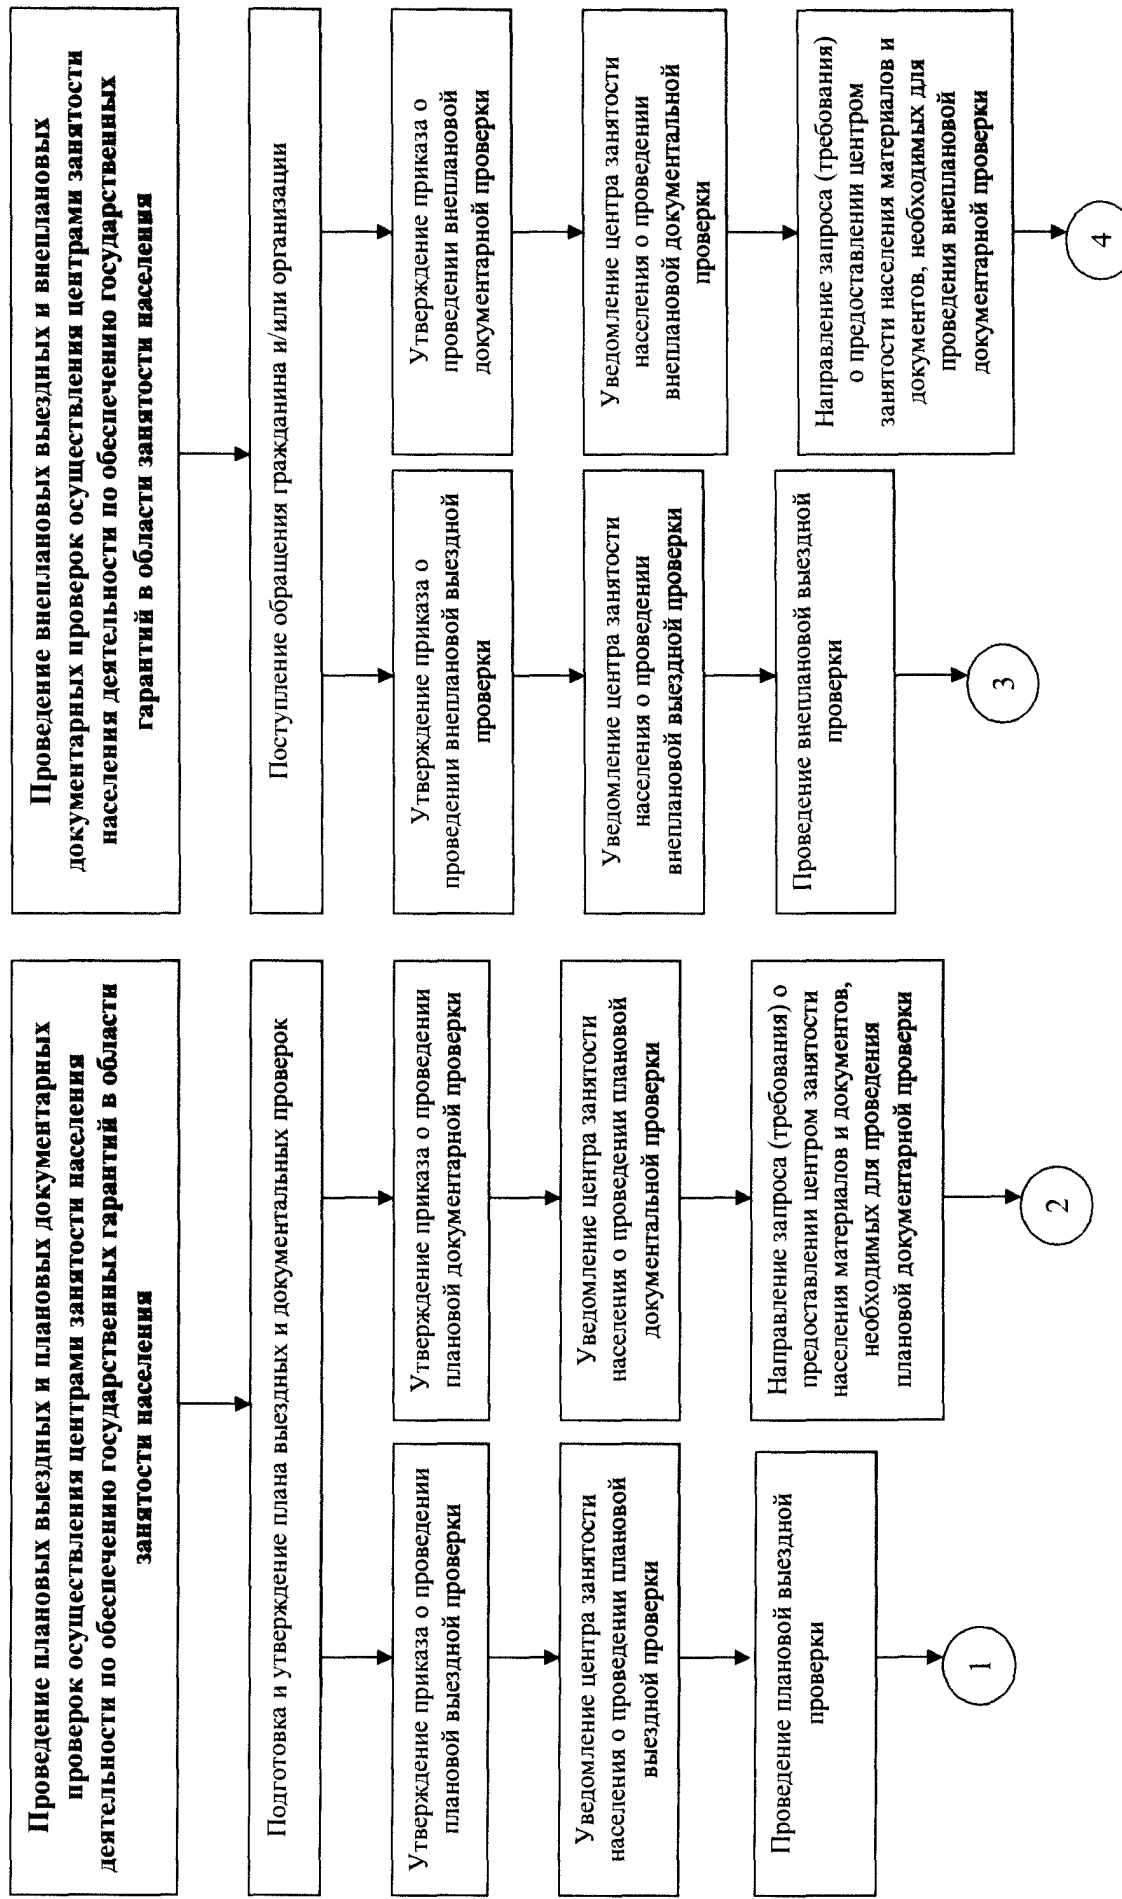 Проведение плановых выездных и плановых документарных
проверок осуществления центрами занятости населения
деятельности по обеспечению государственных гарантий в области
занятости населения
Подготовка и утверждение плана выездных и документальных проверок
Утверждение приказа о проведении
плановой выездной проверки
Уведомление центра занятости
населения о проведении плановой
выездной проверки
Проведение плановой выездной
проверки
1
Утверждение приказа о проведении
плановой документарной проверки
Уведомление центра занятости
населения о проведении плановой
документальной проверки
Направление запроса (требования) о
предоставлении центром занятости
населения материалов и документов,
необходимых для проведения
плановой документарной проверки
2
Проведение внеплановых выездных и внеплановых
документарных проверок осуществления центрами занятости
населения деятельности по обеспечению государственных
гарантий в области занятости населения
Поступление обращения гражданина и/или организации
Утверждение приказа о
проведении внеплановой выездной
проверки
Уведомление центра занятости
населения о проведении
внеплановой выездной проверки
Проведение внеплановой выездной
проверки
3
Утверждение приказа о
проведении внеплановой
документарной проверки
Уведомление центра занятости
населения о проведении
внеплановой документальной
проверки
Направление запроса (требования)
о предоставлении центром
занятости населения материалов и
документов, необходимых для
проведения внеплановой
документарной проверки
4